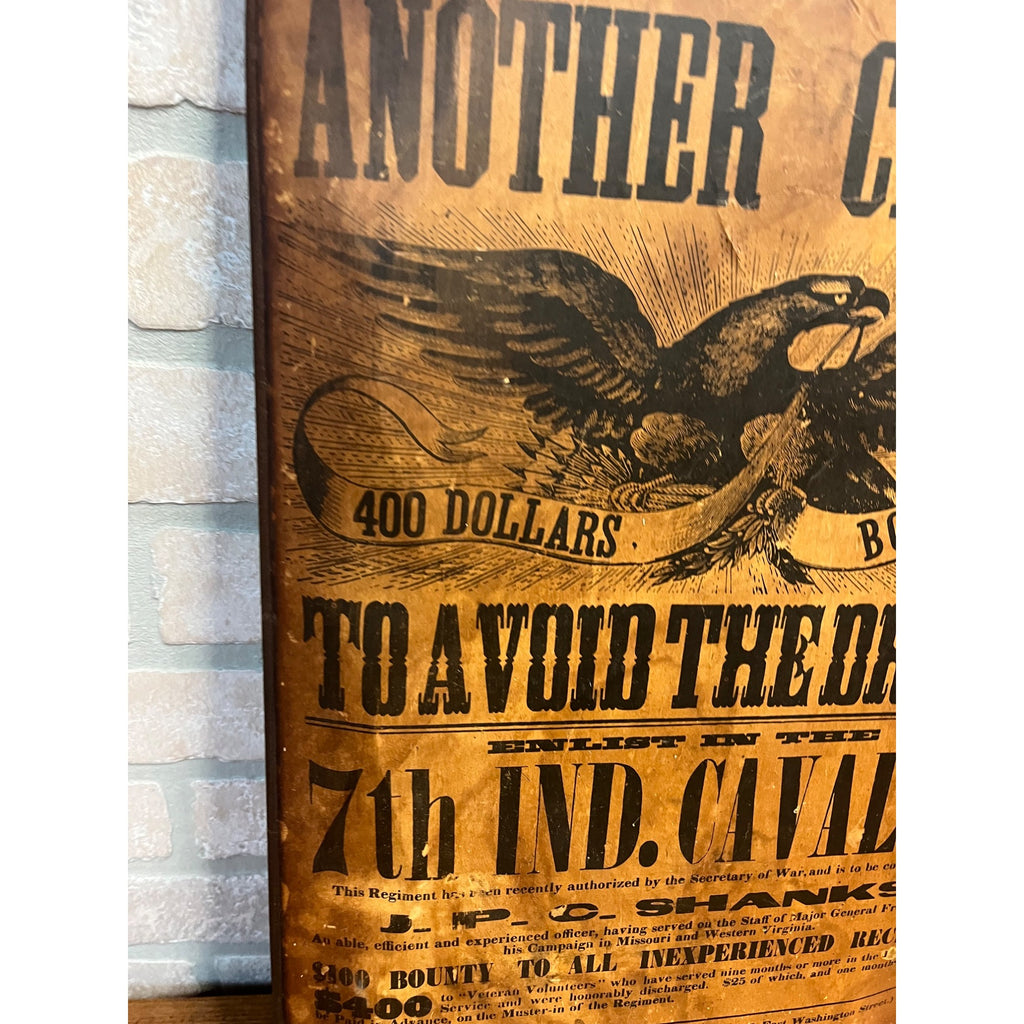 ANOTHER C
400 DOLLARS BO
TO AVOID THE DR
ENLIST IN THE
7th IND. CAVAL
This Regiment has been recently authorized by the Secretary of War, and is to be co
J. P. C. SHANKS
An able, efficient and experienced officer, having served on the Staff of Major General Fr
his Campaign in Missouri and Western Virginia.
$100 BOUNTY TO ALL INEXPERIENCED REC
$400 to "Veteran Volunteers" who have served nine months or more in the
Service and were honorably discharged. $25 of which, and one month
be Paid in Advance, on the Muster-in of the Regiment.
East Washington Street.